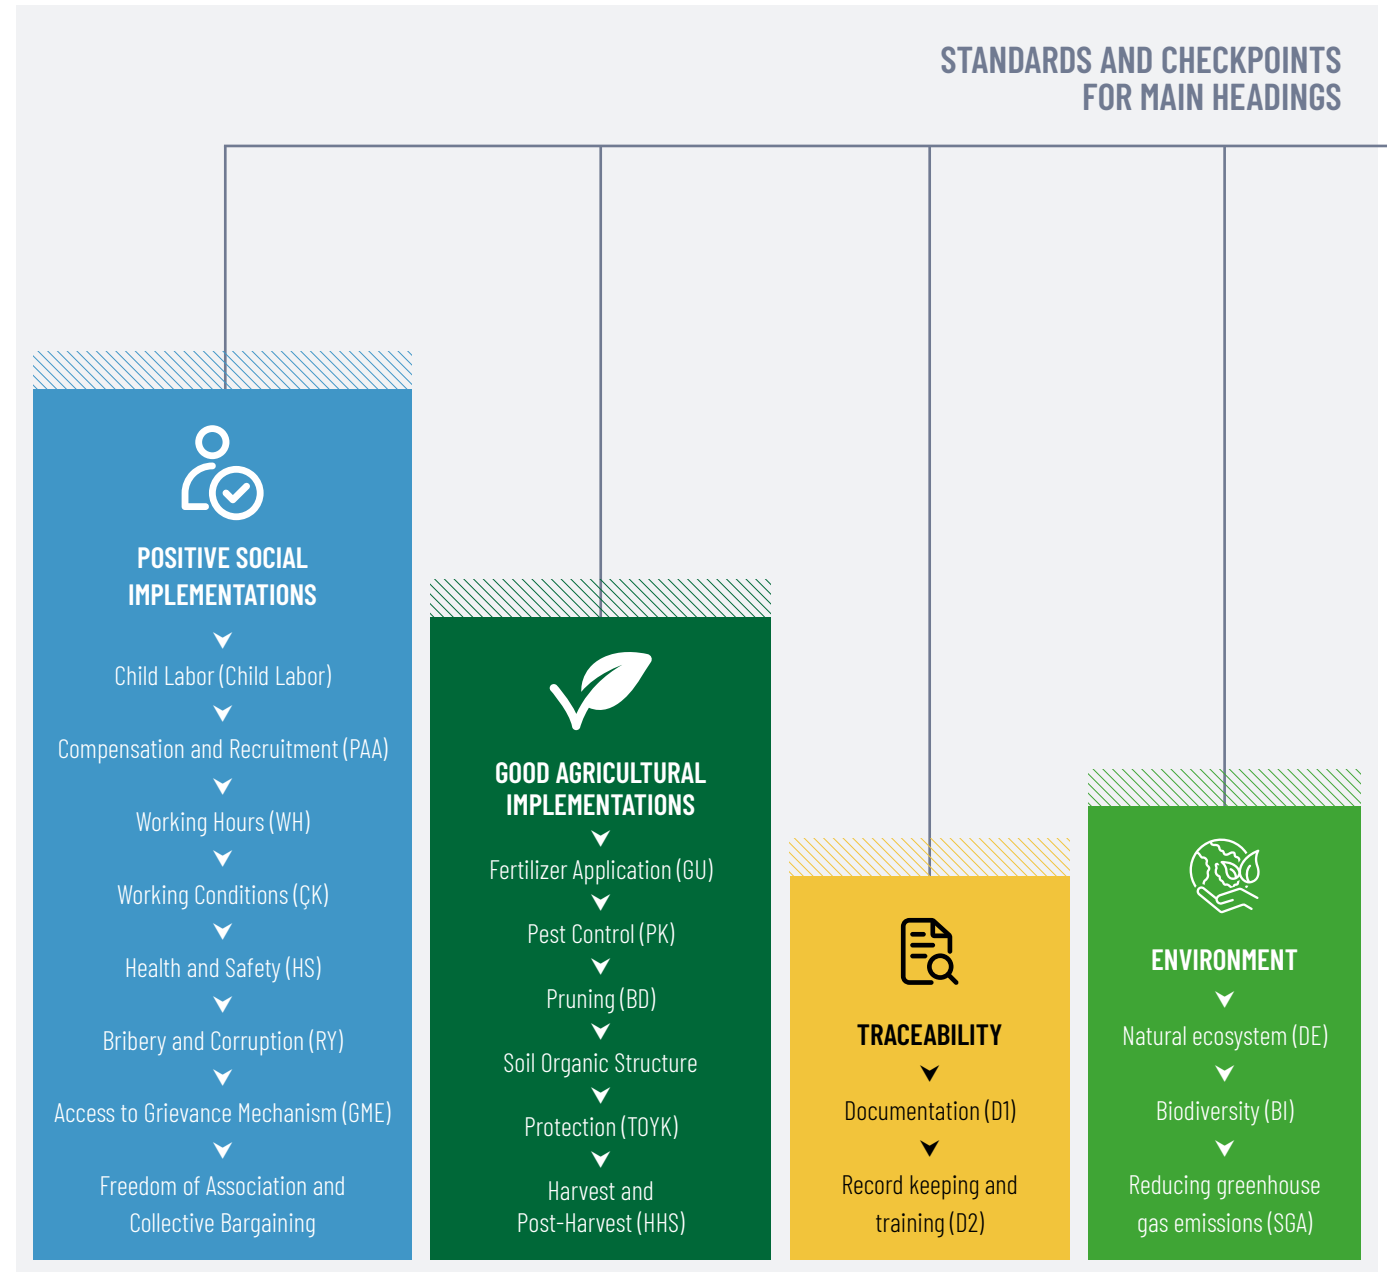 STANDARDS AND CHECKPOINTS
FOR MAIN HEADINGS
POSITIVE SOCIAL
IMPLEMENTATIONS
Child Labor (Child Labor)
Compensation and Recruitment (PAA)
Working Hours (WH)
Working Conditions (ÇK)
Health and Safety (HS)
Bribery and Corruption (RY)
Access to Grievance Mechanism (GME)
Freedom of Association and
Collective Bargaining
GOOD AGRICULTURAL
IMPLEMENTATIONS
Fertilizer Application (GU)
Pest Control (PK)
Pruning (BD)
Soil Organic Structure
Protection (TOYK)
Harvest and
Post-Harvest (HHS)
TRACEABILITY
Documentation (D1)
Record keeping and
training (D2)
ENVIRONMENT
Natural ecosystem (DE)
Biodiversity (BI)
Reducing greenhouse
gas emissions (SGA)